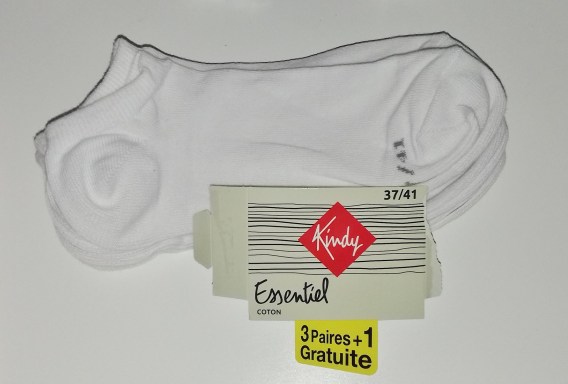 37/41
Kindy
Essentiel
COTON
3 Paires + 1
Gratuite